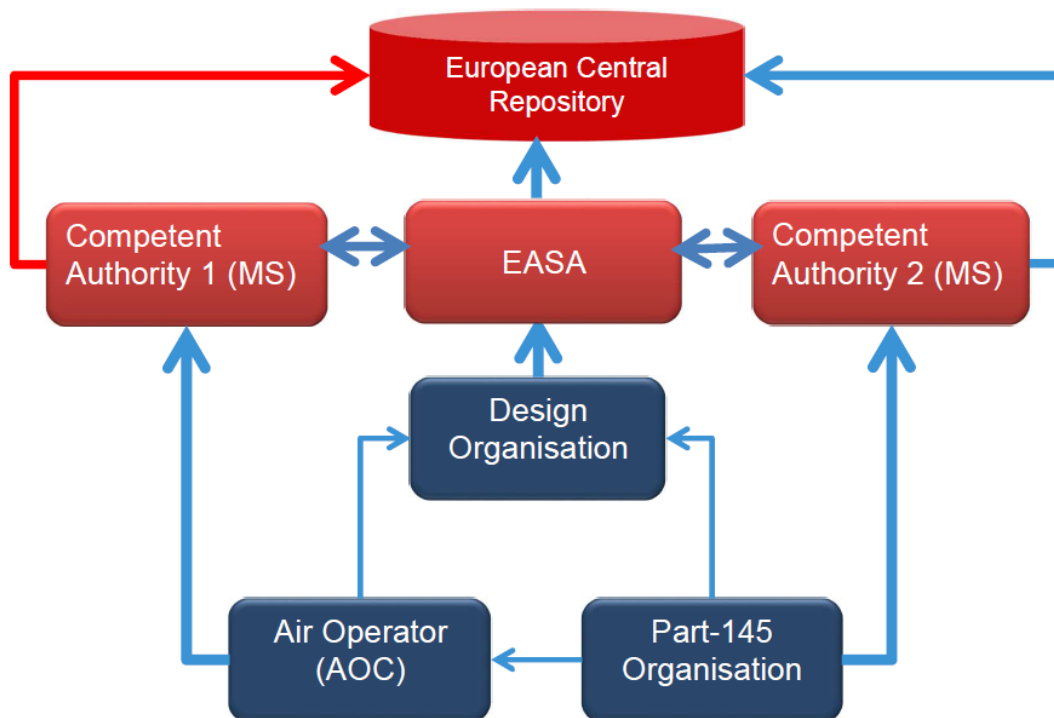 European Central
Repository
Competent
Authority 1 (MS)
EASA
Competent
Authority 2 (MS)
Design
Organisation
Air Operator
(AOC)
Part-145
Organisation